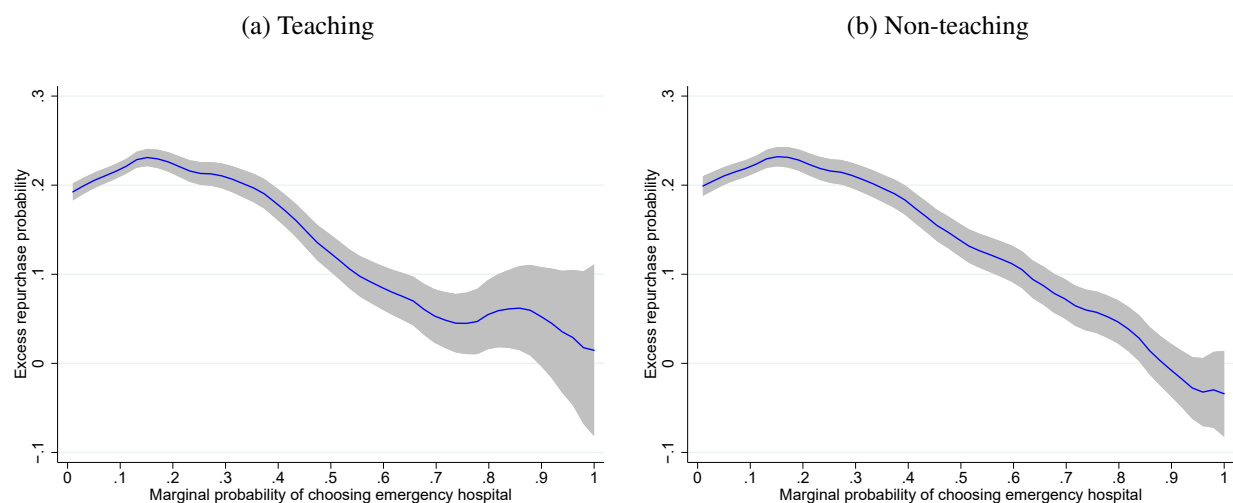 (a) Teaching
Excess repurchase probability
.3
.2
.1
0
-.1
0 .1 .2 .3 .4 .5 .6 .7 .8 .9 1
Marginal probability of choosing emergency hospital
(b) Non-teaching
Excess repurchase probability
.3
.2
.1
0
-.1
0 .1 .2 .3 .4 .5 .6 .7 .8 .9 1
Marginal probability of choosing emergency hospital